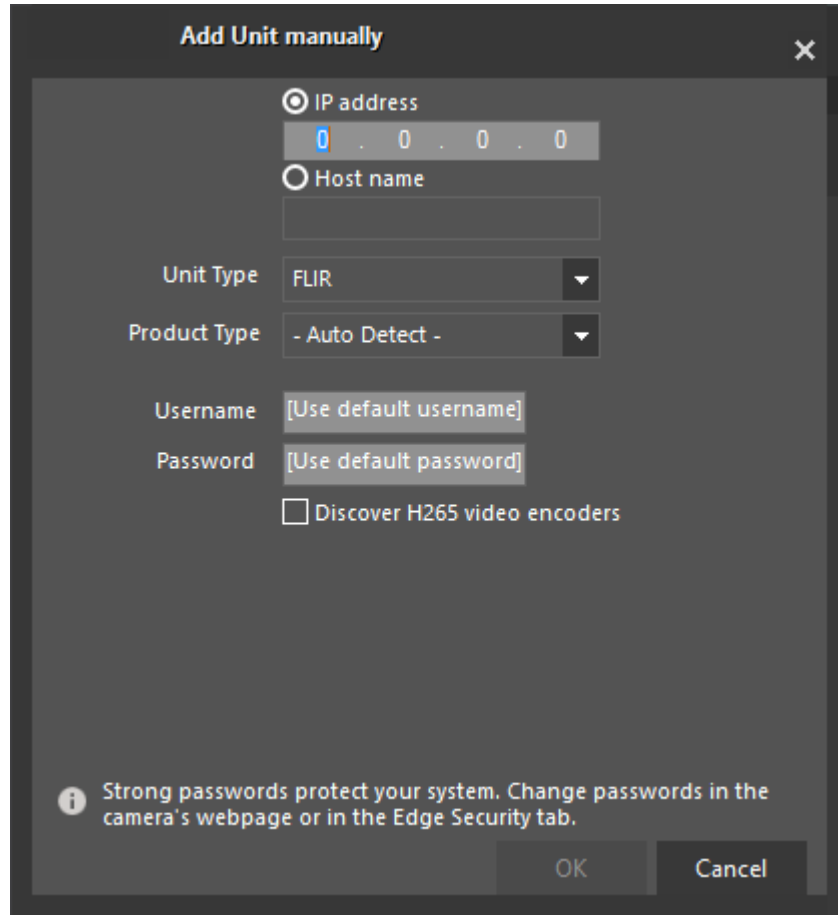 Add Unit manually
IP address
0 . 0 . 0 . 0
Host name
Unit Type FLIR
Product Type - Auto Detect -
Username [Use default username]
Password [Use default password]
Discover H265 video encoders
Strong passwords protect your system. Change passwords in the
camera's webpage or in the Edge Security tab.
OK Cancel